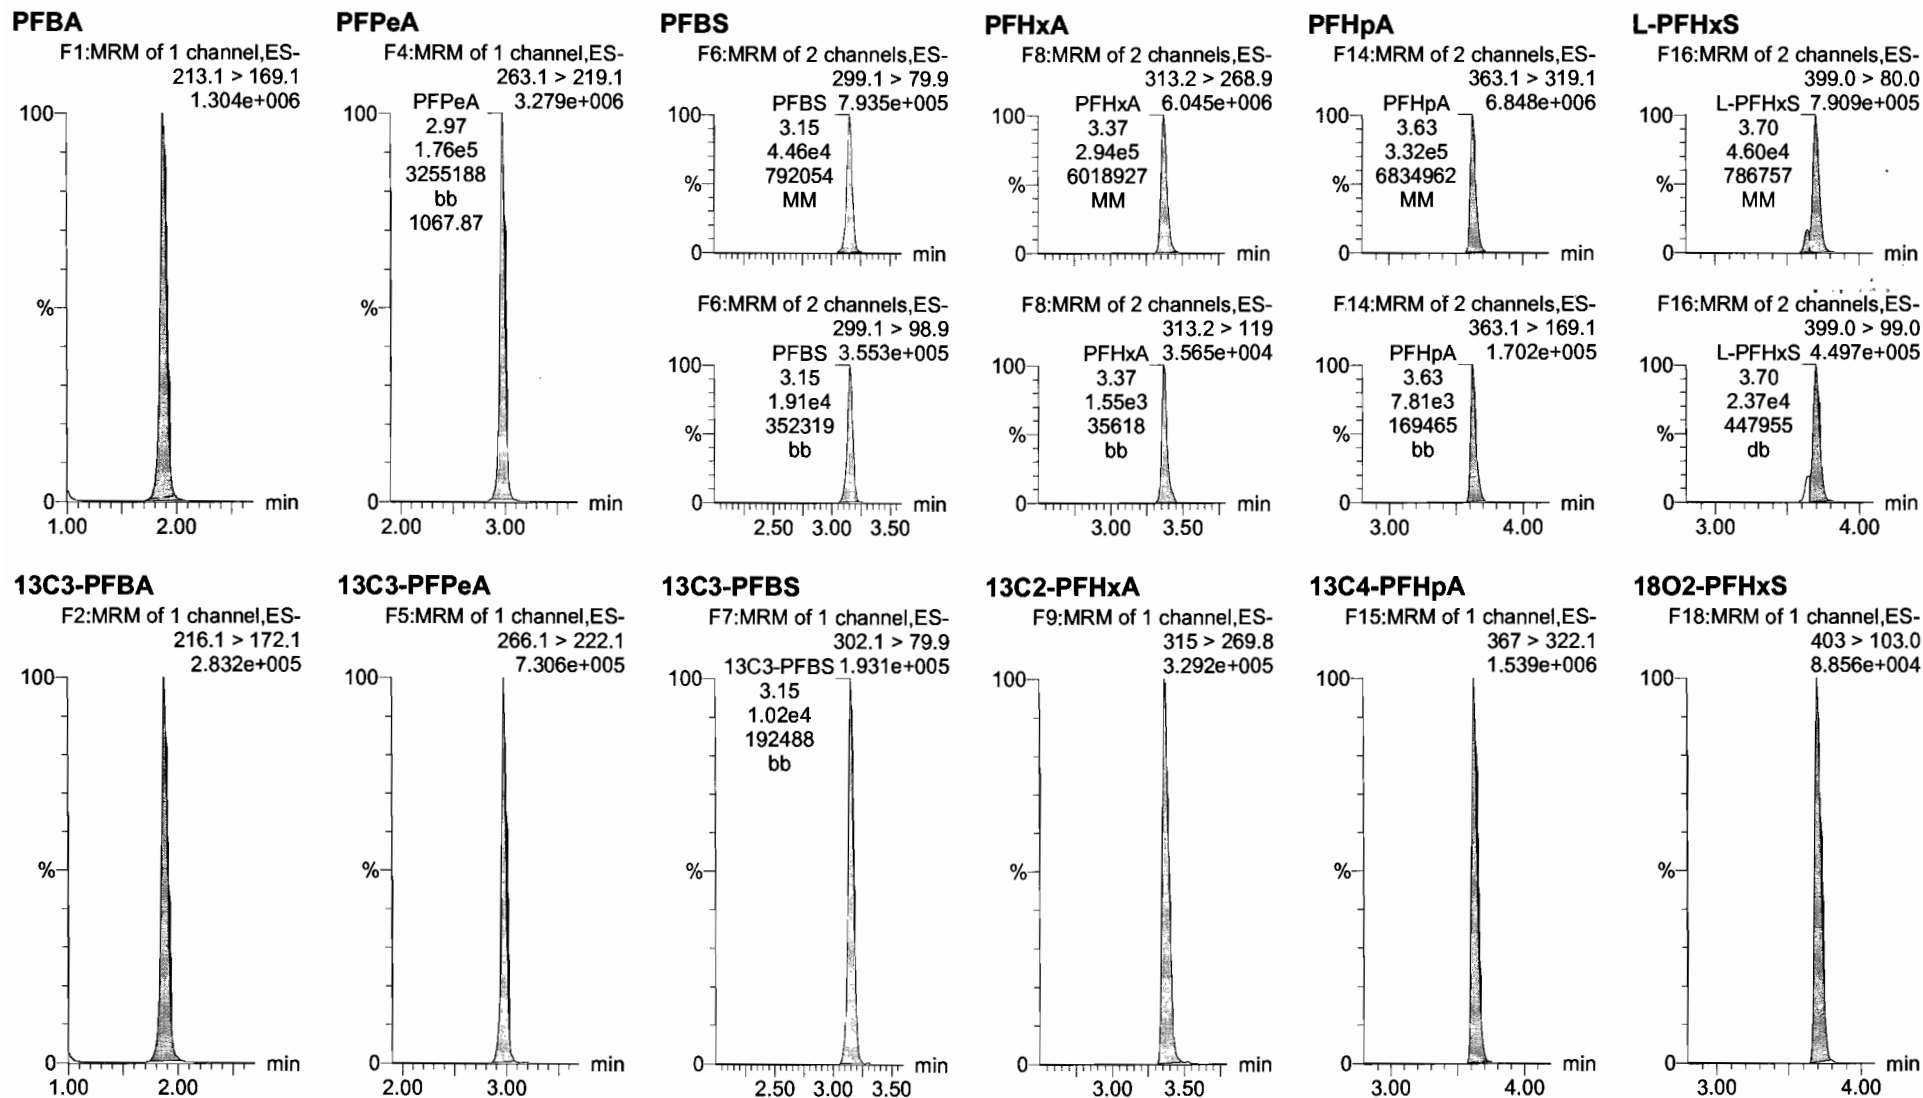 PFBA
F1:MRM of 1 channel,ES-
213.1 > 169.1
1.304e+006
100
%
0
min
1.00 2.00
PFPeA
F4:MRM of 1 channel,ES-
263.1 > 219.1
PFPeA 3.279e+006
2.97
1.76e5
3255188
bb
1067.87
100
%
0
min
2.00 3.00
PFBS
F6:MRM of 2 channels,ES-
299.1 > 79.9
PFBS 7.935e+005
3.15
4.46e4
792054
MM
100
%
0
min
F6:MRM of 2 channels,ES-
299.1 > 98.9
PFBS 3.553e+005
3.15
1.91e4
352319
bb
100
%
0
min
2.50 3.00 3.50
PFHxA
F8:MRM of 2 channels,ES-
313.2 > 268.9
PFHxA 6.045e+006
3.37
2.94e5
6018927
MM
100
%
0
min
F8:MRM of 2 channels,ES-
313.2 > 119
PFHxA 3.565e+004
3.37
1.55e3
35618
bb
100
%
0
min
3.00 3.50
PFHpA
F14:MRM of 2 channels,ES-
363.1 > 319.1
PFHpA 6.848e+006
3.63
3.32e5
6834962
MM
100
%
0
min
F14:MRM of 2 channels,ES-
363.1 > 169.1
PFHpA 1.702e+005
3.63
7.81e3
169465
bb
100
%
0
min
3.00 4.00
L-PFHxS
F16:MRM of 2 channels,ES-
399.0 > 80.0
L-PFHxS 7.909e+005
3.70
4.60e4
786757
MM
100
%
0
min
F16:MRM of 2 channels,ES-
399.0 > 99.0
L-PFHxS 4.497e+005
3.70
2.37e4
447955
db
100
%
0
min
3.00 4.00
13C3-PFBA
F2:MRM of 1 channel,ES-
216.1 > 172.1
2.832e+005
100
%
0
min
1.00 2.00
13C3-PFPeA
F5:MRM of 1 channel,ES-
266.1 > 222.1
7.306e+005
100
%
0
min
2.00 3.00
13C3-PFBS
F7:MRM of 1 channel,ES-
302.1 > 79.9
13C3-PFBS 1.931e+005
3.15
1.02e4
192488
bb
100
%
0
min
2.50 3.00 3.50
13C2-PFHxA
F9:MRM of 1 channel,ES-
315 > 269.8
3.292e+005
100
%
0
min
3.00 3.50
13C4-PFHpA
F15:MRM of 1 channel,ES-
367 > 322.1
1.539e+006
100
%
0
min
3.00 4.00
18O2-PFHxS
F18:MRM of 1 channel,ES-
403 > 103.0
8.856e+004
100
%
0
min
3.00 4.00